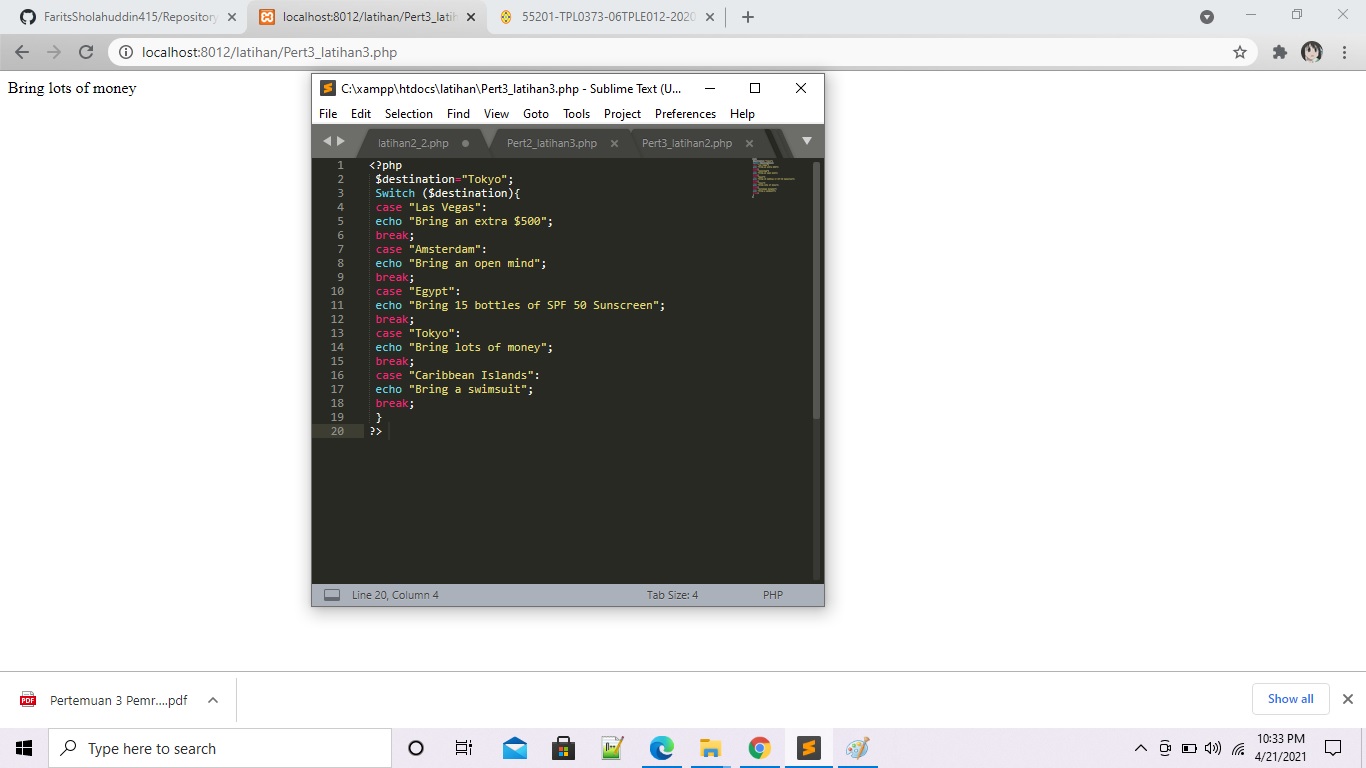 FaritsSholahuddin415/Repository
localhost:8012/latihan/Pert3_latih
55201-TPL0373-06TPLE012-2020
localhost:8012/latihan/Pert3_latihan3.php
Bring lots of money
C:\xampp\htdocs\latihan\Pert3_latihan3.php - Sublime Text (U...
File Edit Selection Find View Goto Tools Project Preferences Help
latihan2_2.php Pert2_latihan3.php Pert3_latihan2.php
1 <?php
2 $destination="Tokyo";
3 Switch ($destination){
4 case "Las Vegas":
5 echo "Bring an extra $500";
6 break;
7 case "Amsterdam":
8 echo "Bring an open mind";
9 break;
10 case "Egypt":
11 echo "Bring 15 bottles of SPF 50 Sunscreen";
12 break;
13 case "Tokyo":
14 echo "Bring lots of money";
15 break;
16 case "Caribbean Islands":
17 echo "Bring a swimsuit";
18 break;
19 }
20 ?>
Line 20, Column 4 Tab Size: 4 PHP
PDF Pertemuan 3 Pemr....pdf
Show all
Type here to search
10:33 PM
4/21/2021